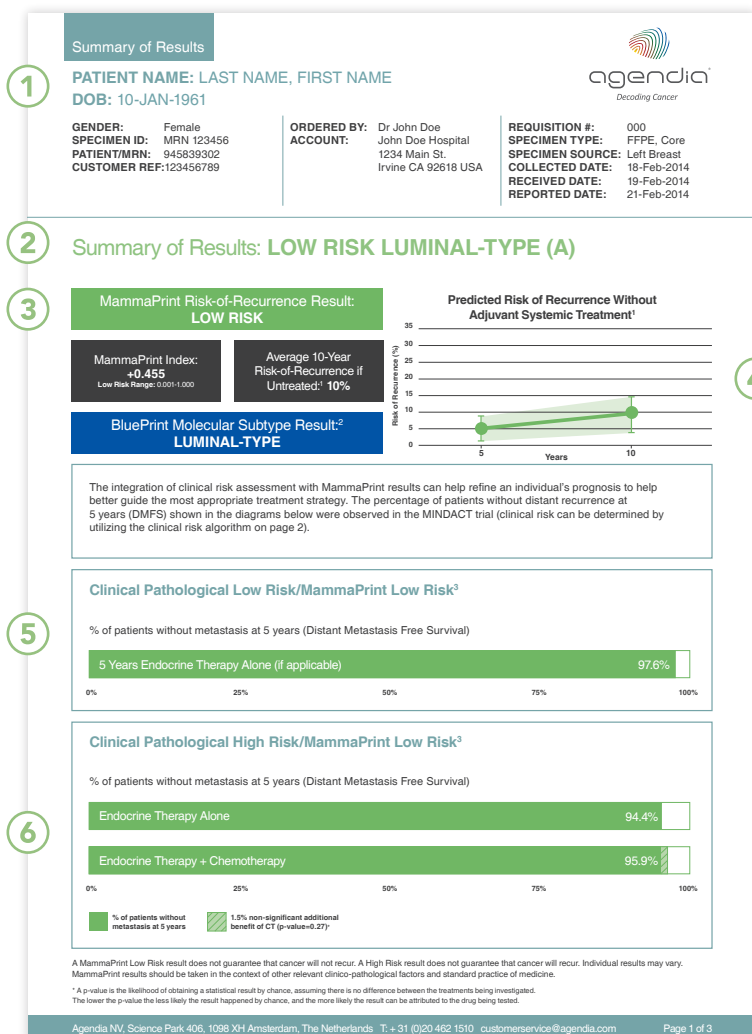 Summary of Results
1
PATIENT NAME: LAST NAME, FIRST NAME
DOB: 10-JAN-1961
agendia
Decoding Cancer
GENDER: Female
SPECIMEN ID: MRN 123456
PATIENT/MRN: 945839302
CUSTOMER REF:123456789
ORDERED BY: Dr John Doe
ACCOUNT: John Doe Hospital
1234 Main St.
Irvine CA 92618 USA
REQUISITION #: 000
SPECIMEN TYPE: FFPE, Core
SPECIMEN SOURCE: Left Breast
COLLECTED DATE: 18-Feb-2014
RECEIVED DATE: 19-Feb-2014
REPORTED DATE: 21-Feb-2014
2
Summary of Results: LOW RISK LUMINAL-TYPE (A)
3
MammaPrint Risk-of-Recurrence Result:
LOW RISK
MammaPrint Index:
+0.455
Low Risk Range: 0.001-1.000
Average 10-Year
Risk-of-Recurrence if
Untreated:¹ 10%
BluePrint Molecular Subtype Result:²
LUMINAL-TYPE
Predicted Risk of Recurrence Without
Adjuvant Systemic Treatment¹
Risk of Recurrence (%)
35
30
25
20
15
10
5
0
5 10
Years
4
The integration of clinical risk assessment with MammaPrint results can help refine an individual's prognosis to help
better guide the most appropriate treatment strategy. The percentage of patients without distant recurrence at
5 years (DMFS) shown in the diagrams below were observed in the MINDACT trial (clinical risk can be determined by
utilizing the clinical risk algorithm on page 2).
5
Clinical Pathological Low Risk/MammaPrint Low Risk³
% of patients without metastasis at 5 years (Distant Metastasis Free Survival)
5 Years Endocrine Therapy Alone (if applicable) 97.6%
0% 25% 50% 75% 100%
6
Clinical Pathological High Risk/MammaPrint Low Risk³
% of patients without metastasis at 5 years (Distant Metastasis Free Survival)
Endocrine Therapy Alone 94.4%
Endocrine Therapy + Chemotherapy 95.9%
0% 25% 50% 75% 100%
% of patients without
metastasis at 5 years
1.5% non-significant additional
benefit of CT (p-value=0.27)*
A MammaPrint Low Risk result does not guarantee that cancer will not recur. A High Risk result does not guarantee that cancer will recur. Individual results may vary.
MammaPrint results should be taken in the context of other relevant clinico-pathological factors and standard practice of medicine.
* A p-value is the likelihood of obtaining a statistical result by chance, assuming there is no difference between the treatments being investigated.
The lower the p-value the less likely the result happened by chance, and the more likely the result can be attributed to the drug being tested.
Agendia NV, Science Park 406, 1098 XH Amsterdam, The Netherlands T: + 31 (0)20 462 1510 customerservice@agendia.com Page 1 of 3